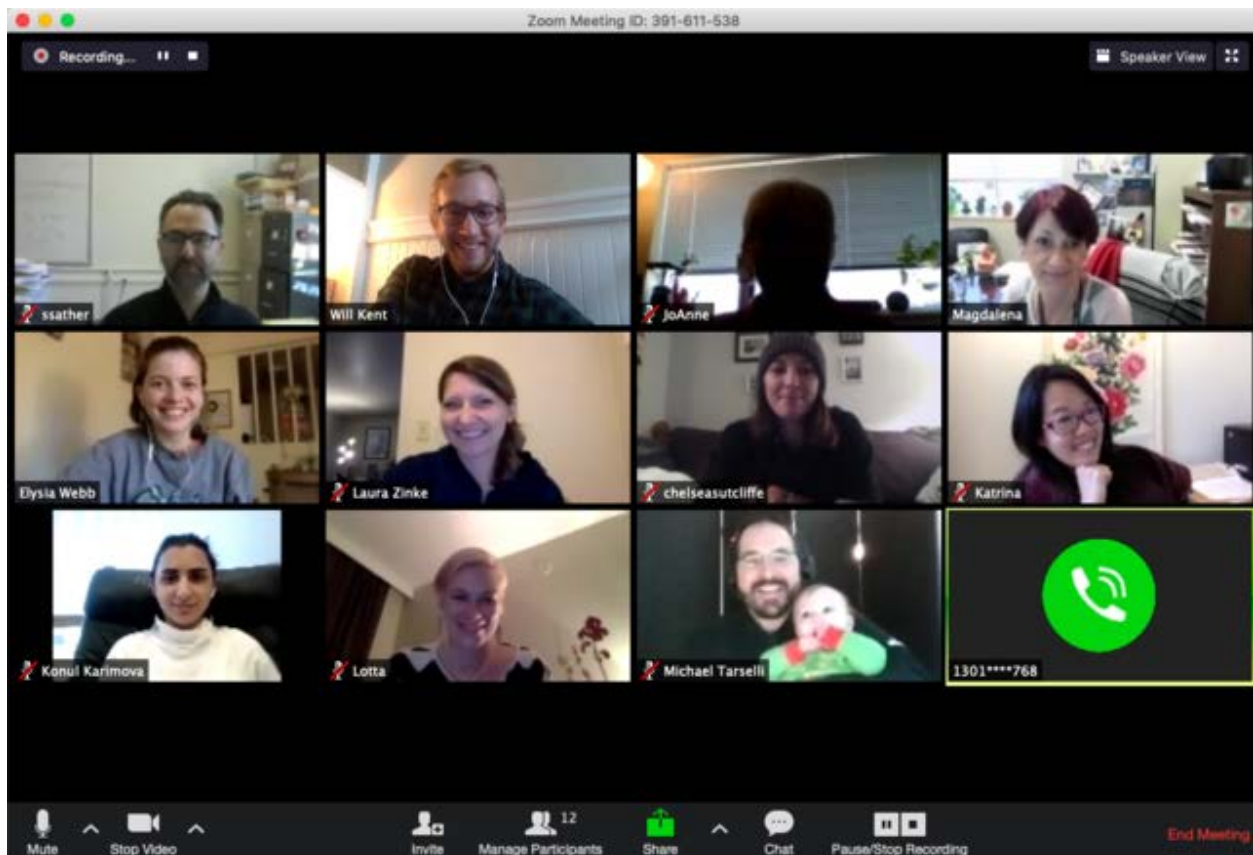 Zoom Meeting ID: 391-611-538
Recording...
Speaker View
ssather
Will Kent
JoAnne
Magdalena
Elysia Webb
Laura Zinke
chelseasutcliffe
Katrina
Konul Karimova
Lotta
Michael Tarselli
1301****768
12
Mute
Stop Video
Invite
Manage Participants
Share
Chat
Pause/Stop Recording
End Meeting